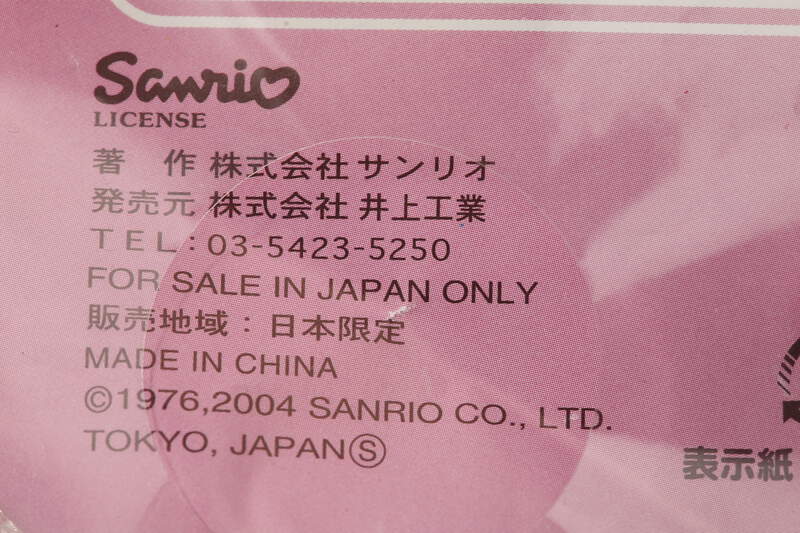 Sanrio
LICENSE
著　作 株式会社 サンリオ
発売元 株式会社 井上工業
TEL：03-5423-5250
FOR SALE IN JAPAN ONLY
販売地域：日本限定
MADE IN CHINA
©1976,2004 SANRIO CO., LTD.
TOKYO, JAPANⓈ
表示紙